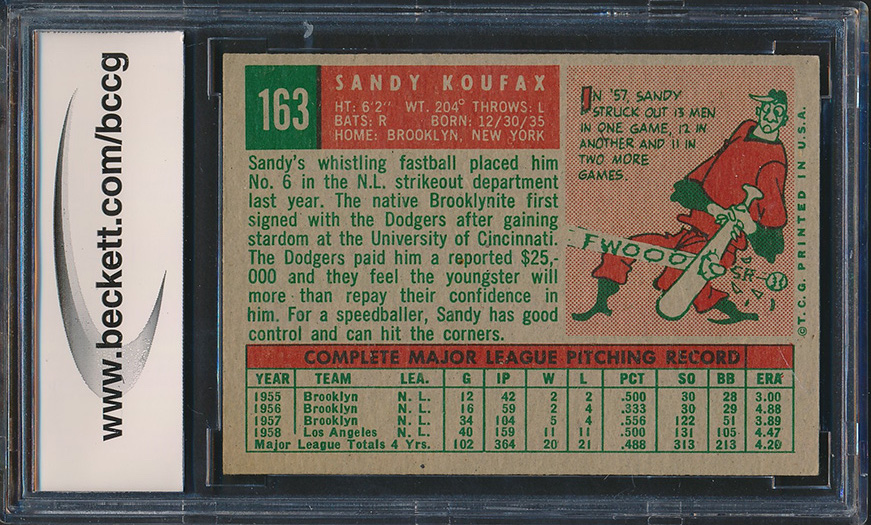 www.beckett.com/bccg
163
SANDY KOUFAX
HT: 6'2" WT. 204° THROWS: L
BATS: R BORN: 12/30/35
HOME: BROOKLYN, NEW YORK
Sandy's whistling fastball placed him
No. 6 in the N.L. strikeout department
last year. The native Brooklynite first
signed with the Dodgers after gaining
stardom at the University of Cincinnati.
The Dodgers paid him a reported $25,-
000 and they feel the youngster will
more than repay their confidence in
him. For a speedballer, Sandy has good
control and can hit the corners.
IN '57, SANDY
STRUCK OUT 13 MEN
IN ONE GAME, 12 IN
ANOTHER AND 11 IN
TWO MORE
GAMES.
FWOOO
© T.C.G. PRINTED IN U.S.A.
COMPLETE MAJOR LEAGUE PITCHING RECORD
YEAR TEAM LEA. G IP W L PCT SO BB ERA
1955 Brooklyn N. L. 12 42 2 2 .500 30 28 3.00
1956 Brooklyn N. L. 16 59 2 4 .333 30 29 4.88
1957 Brooklyn N. L. 34 104 5 4 .556 122 51 3.89
1958 Los Angeles N. L. 40 159 11 11 .500 131 105 4.47
Major League Totals 4 Yrs. 102 364 20 21 .488 313 213 4.20